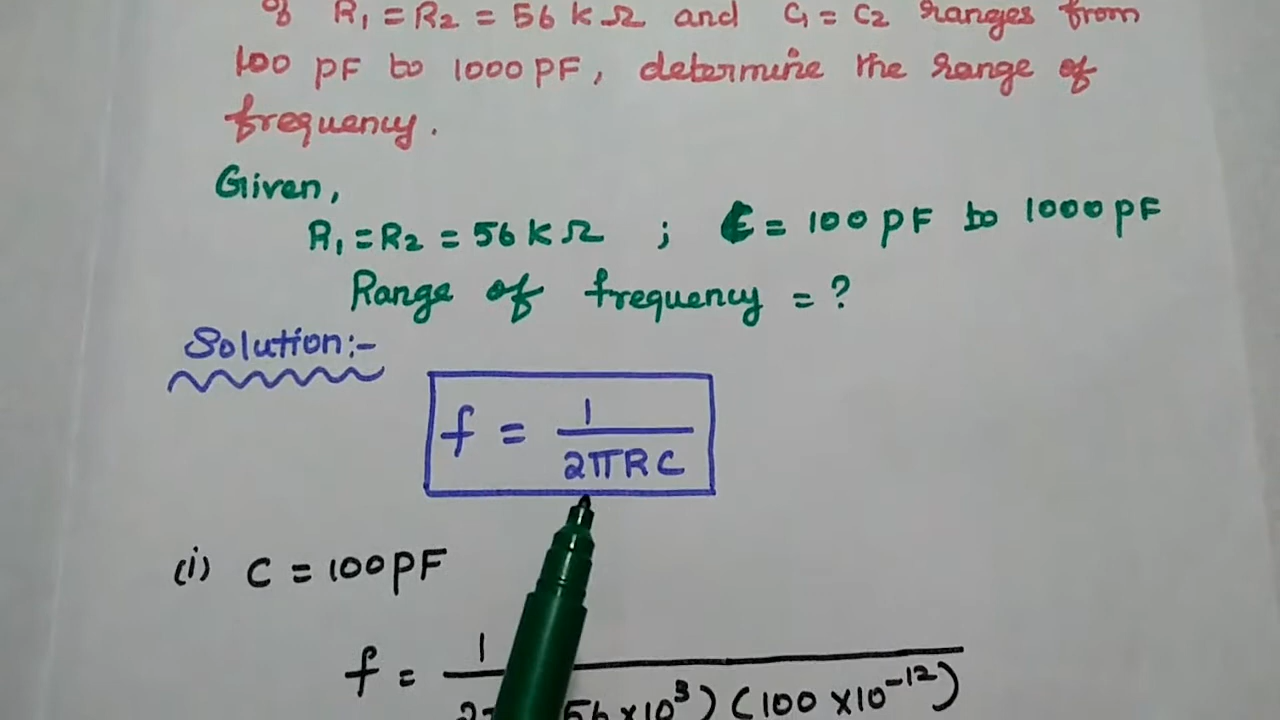 of R1 = R2 = 56 k Ω and C1 = C2 ranges from
100 pF to 1000 pF, determine the range of
frequency.
Given,
R1 = R2 = 56 k Ω ; C = 100 pF to 1000 pF
Range of frequency = ?
Solution:-
f = 1 / 2πRC
(i) C = 100 pF
f = 1 / 2 56 × 10³) (100 × 10⁻¹²)